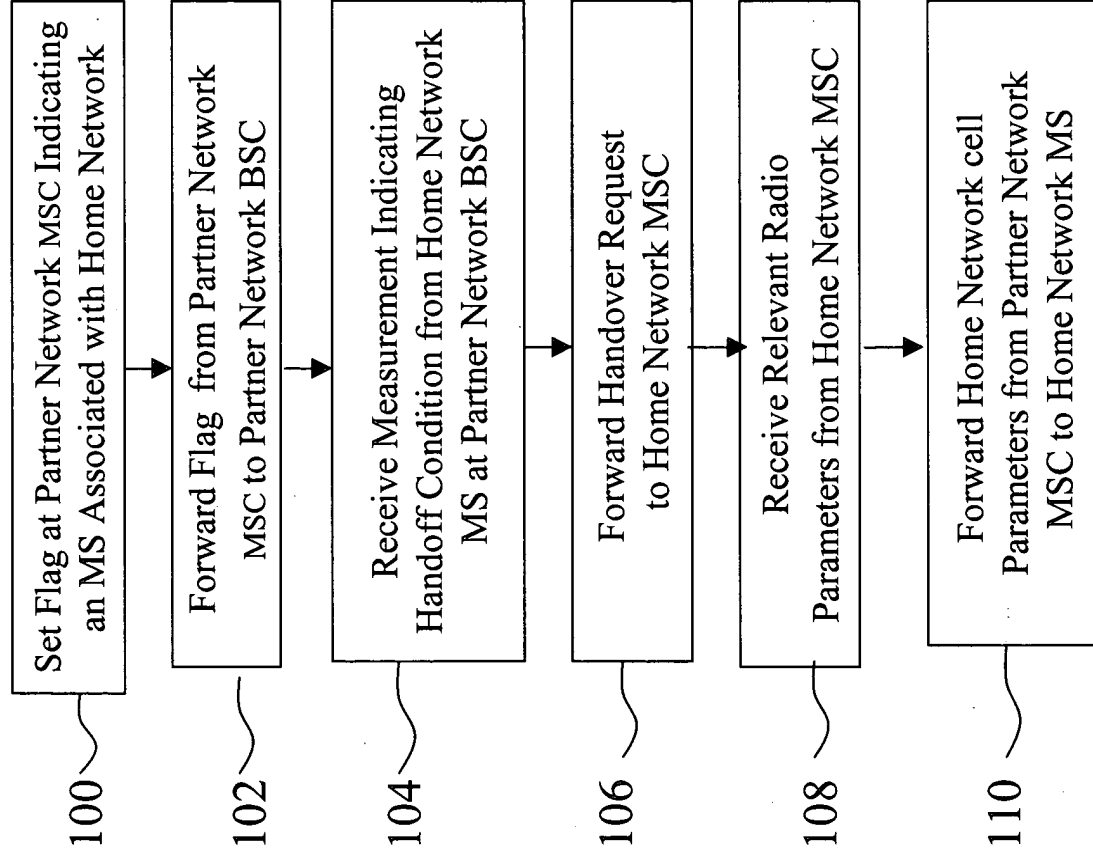 100
Set Flag at Partner Network MSC Indicating
an MS Associated with Home Network
102
Forward Flag from Partner Network
MSC to Partner Network BSC
104
Receive Measurement Indicating
Handoff Condition from Home Network
MS at Partner Network BSC
106
Forward Handover Request
to Home Network MSC
108
Receive Relevant Radio
Parameters from Home Network MSC
110
Forward Home Network cell
Parameters from Partner Network
MSC to Home Network MS